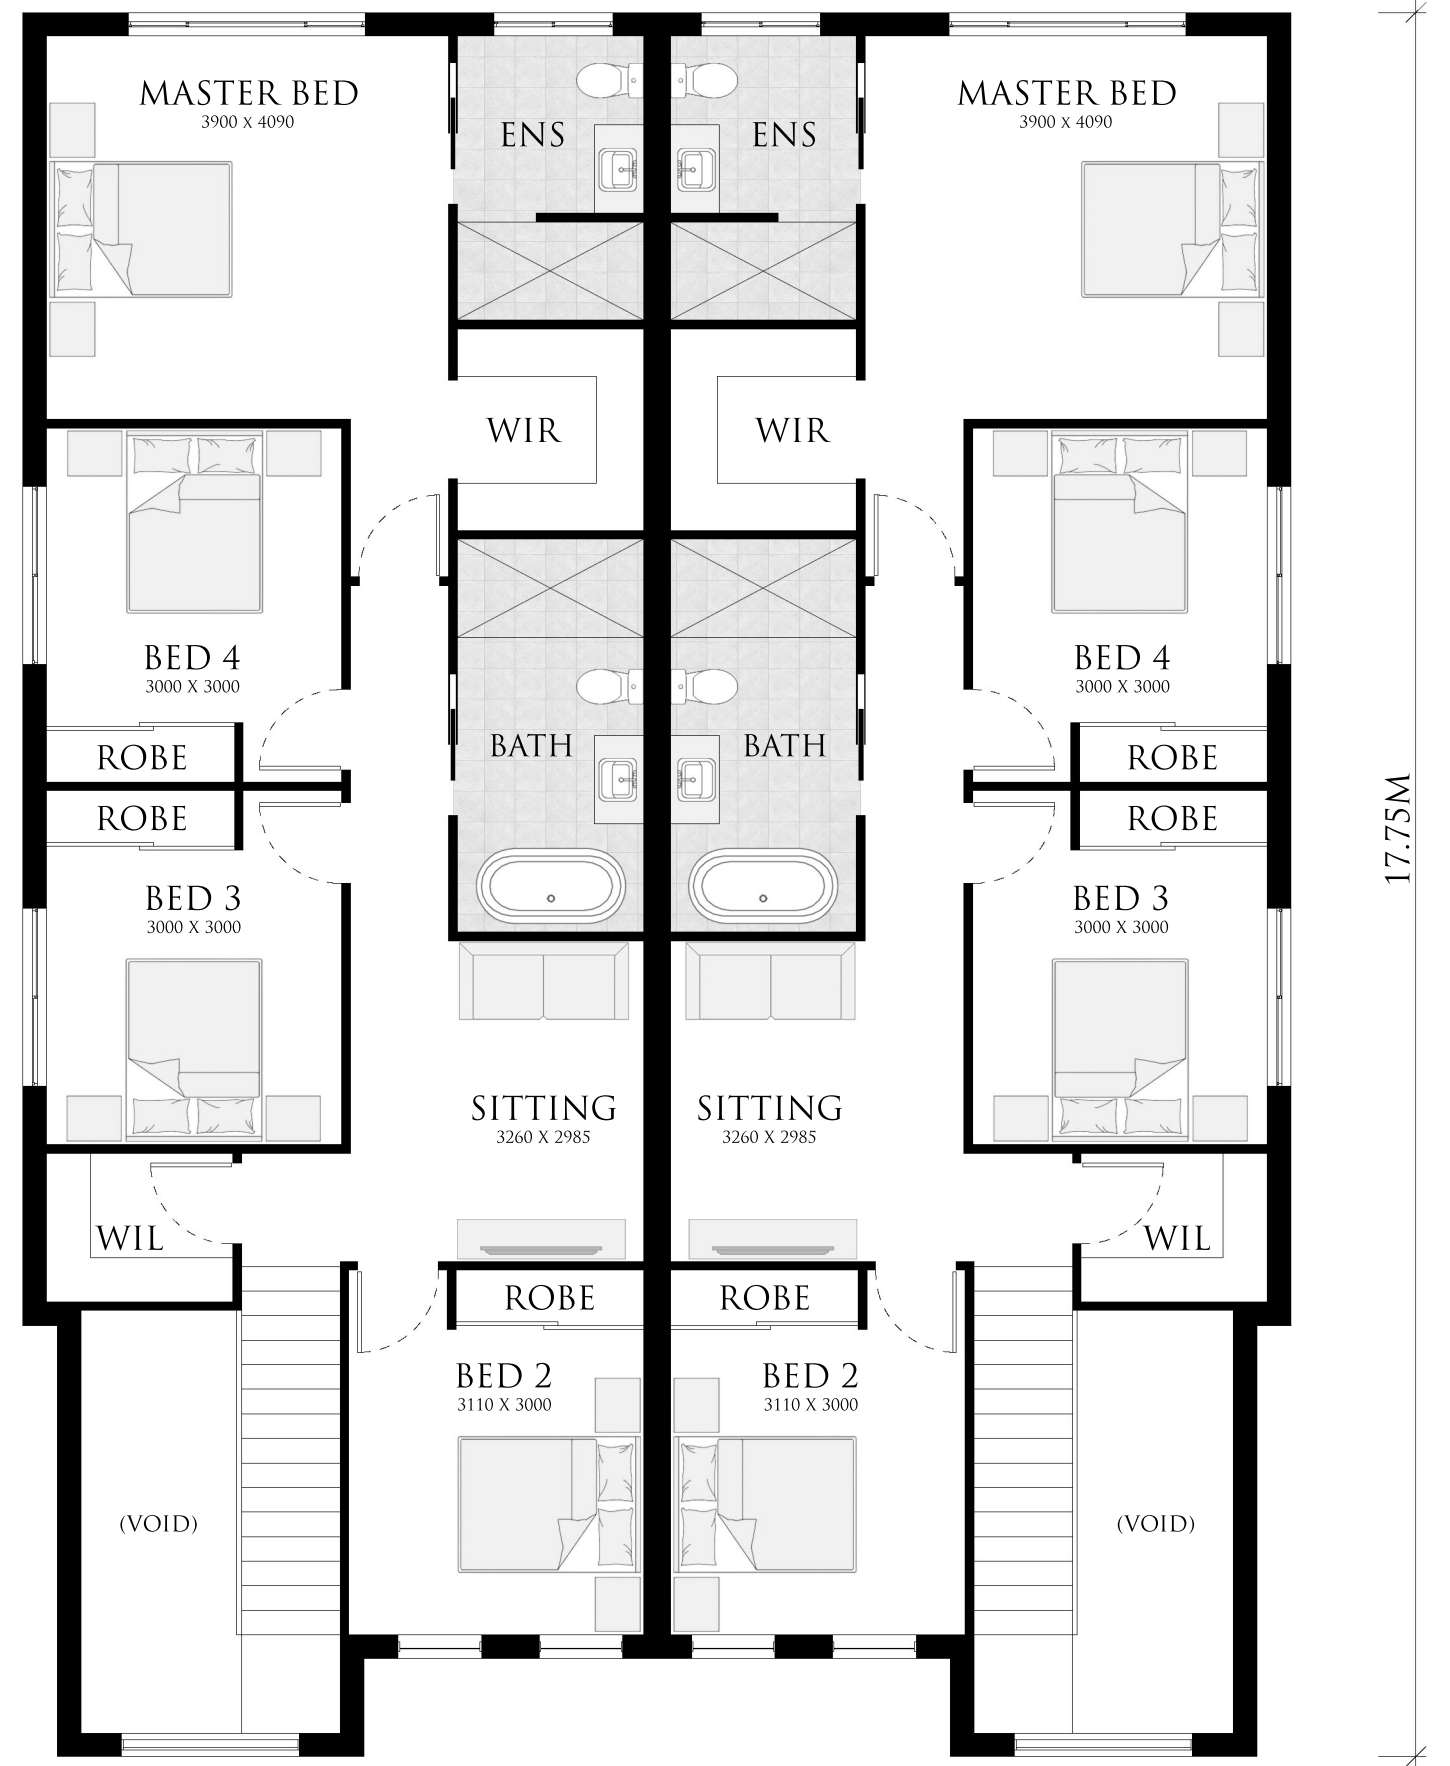 MASTER BED
3900 X 4090
ENS
ENS
MASTER BED
3900 X 4090
WIR
WIR
BED 4
3000 X 3000
BED 4
3000 X 3000
ROBE
BATH
BATH
ROBE
ROBE
ROBE
BED 3
3000 X 3000
BED 3
3000 X 3000
17.75M
SITTING
3260 X 2985
SITTING
3260 X 2985
WIL
WIL
ROBE
ROBE
BED 2
3110 X 3000
BED 2
3110 X 3000
(VOID)
(VOID)